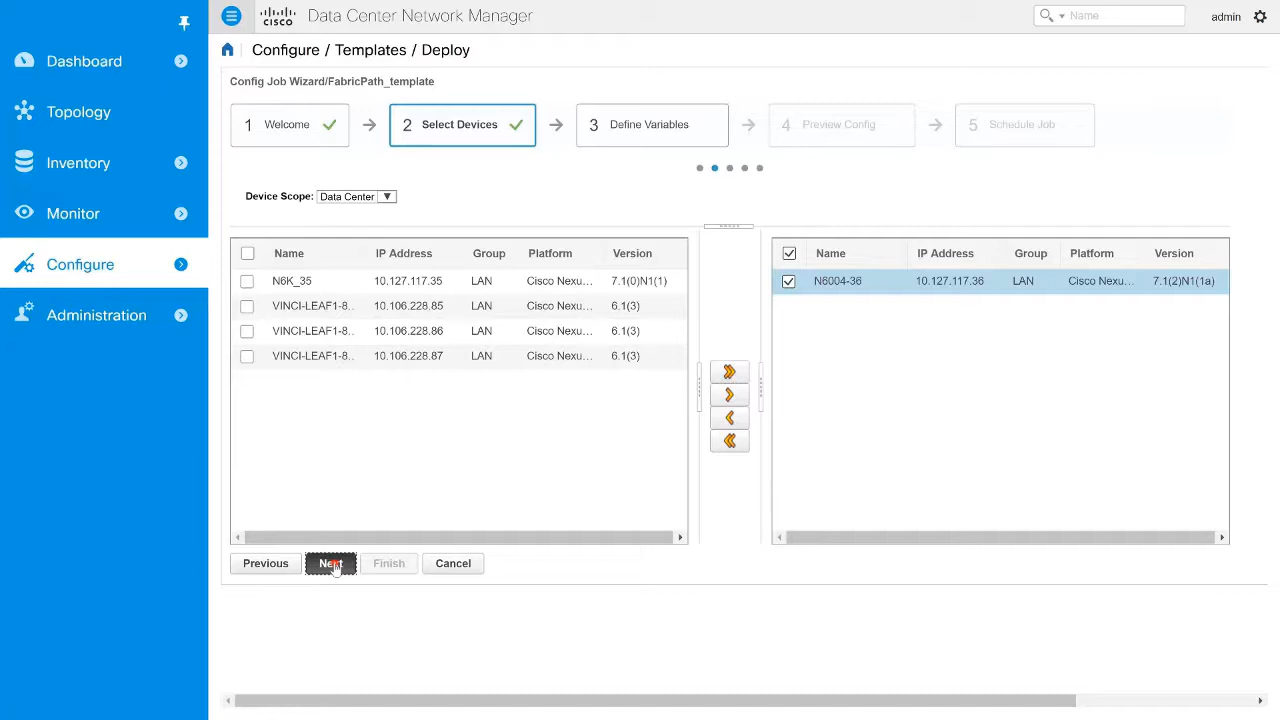 CISCO Data Center Network Manager
Name
admin
Dashboard
Topology
Inventory
Monitor
Configure
Administration
Configure / Templates / Deploy
Config Job Wizard/FabricPath_template
1 Welcome
2 Select Devices
3 Define Variables
4 Preview Config
5 Schedule Job
Device Scope: Data Center
Name IP Address Group Platform Version
N6K_35 10.127.117.35 LAN Cisco Nexu... 7.1(0)N1(1)
VINCI-LEAF1-8.. 10.106.228.85 LAN Cisco Nexu... 6.1(3)
VINCI-LEAF1-8.. 10.106.228.86 LAN Cisco Nexu... 6.1(3)
VINCI-LEAF1-8.. 10.106.228.87 LAN Cisco Nexu... 6.1(3)
Name IP Address Group Platform Version
N6004-36 10.127.117.36 LAN Cisco Nexu... 7.1(2)N1(1a)
Previous Next Finish Cancel